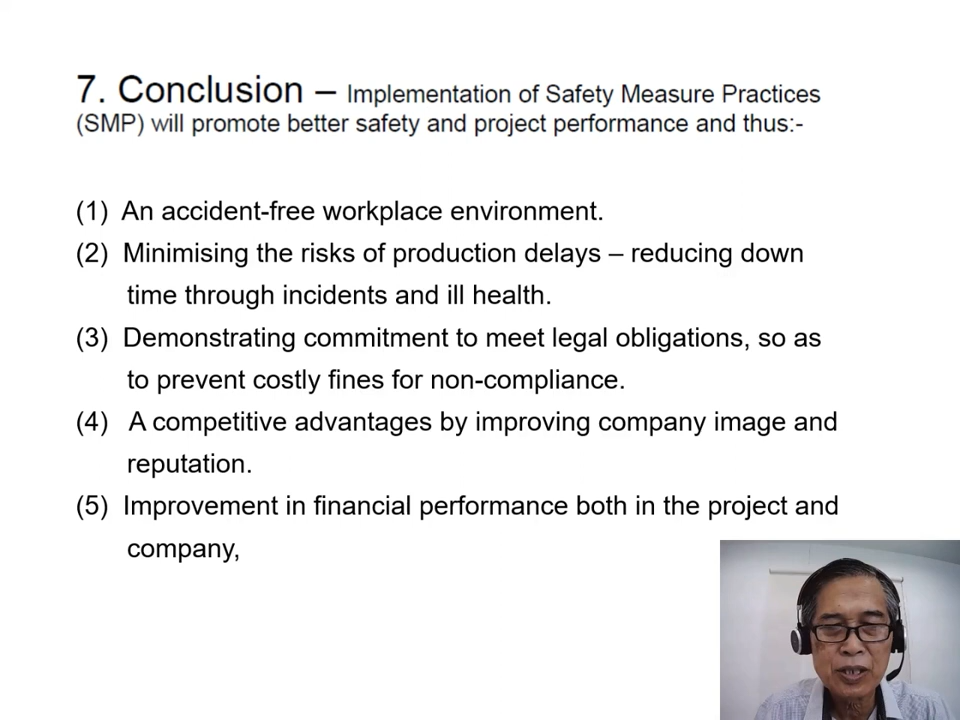 7. Conclusion – Implementation of Safety Measure Practices
(SMP) will promote better safety and project performance and thus:-
(1) An accident-free workplace environment.
(2) Minimising the risks of production delays – reducing down
time through incidents and ill health.
(3) Demonstrating commitment to meet legal obligations, so as
to prevent costly fines for non-compliance.
(4) A competitive advantages by improving company image and
reputation.
(5) Improvement in financial performance both in the project and
company,